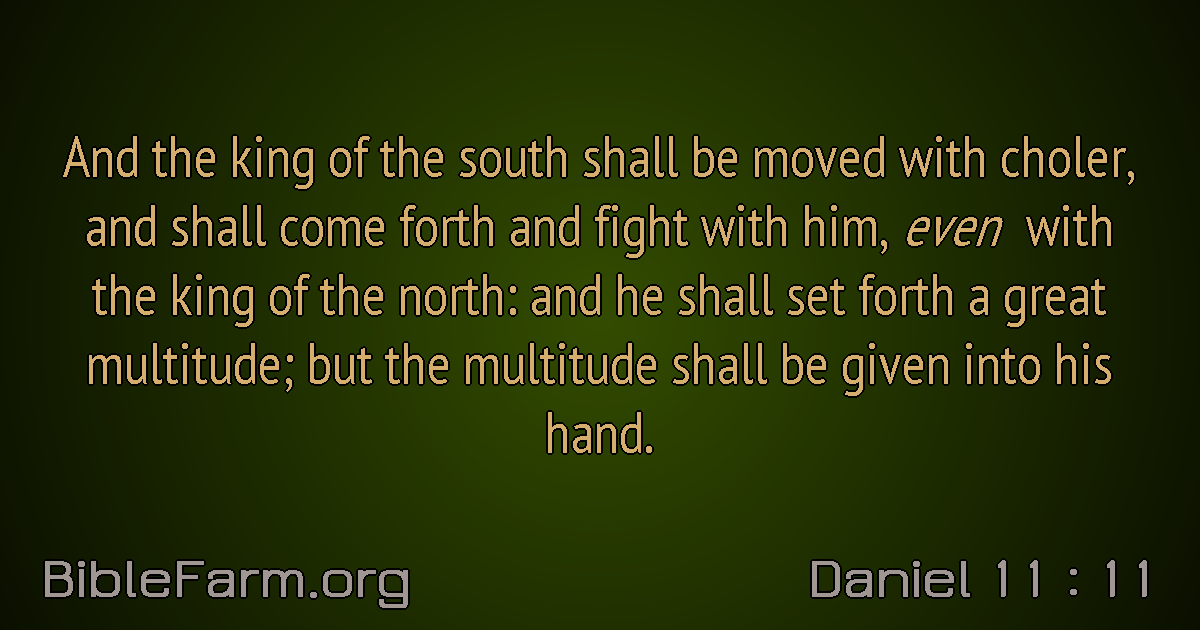 And the king of the south shall be moved with choler,
and shall come forth and fight with him, even with
the king of the north: and he shall set forth a great
multitude; but the multitude shall be given into his
hand.
BibleFarm.org
Daniel 11 : 11